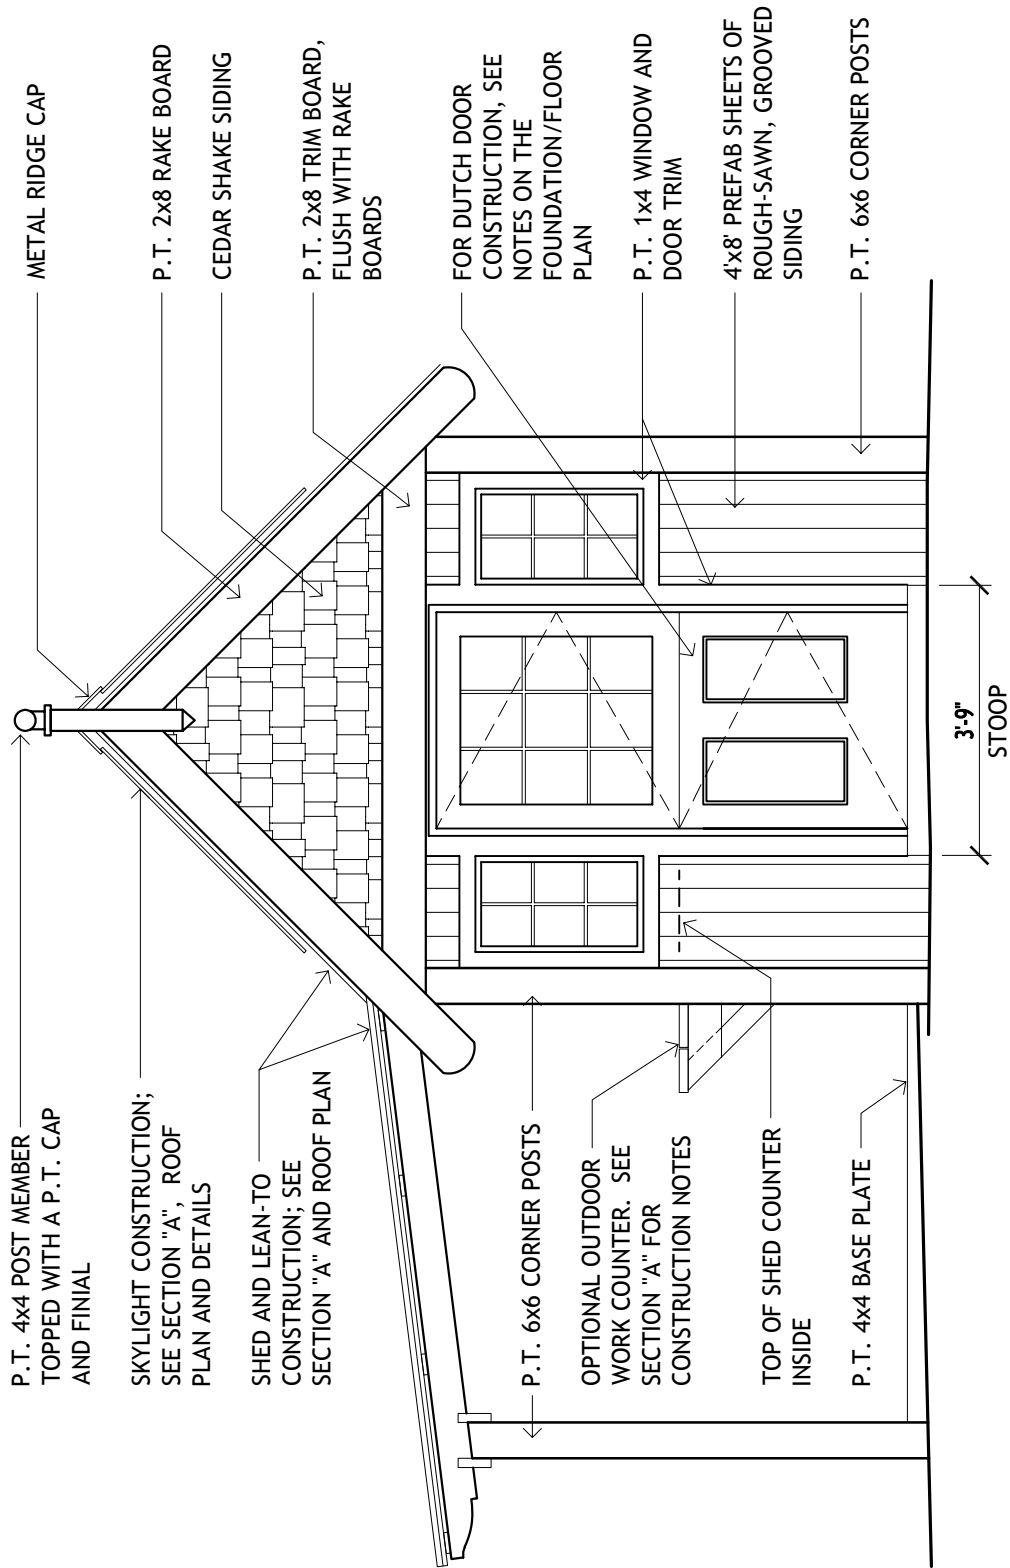 P.T. 4x4 POST MEMBER
TOPPED WITH A P.T. CAP
AND FINIAL
SKYLIGHT CONSTRUCTION;
SEE SECTION "A", ROOF
PLAN AND DETAILS
SHED AND LEAN-TO
CONSTRUCTION; SEE
SECTION "A" AND ROOF PLAN
P.T. 6x6 CORNER POSTS
OPTIONAL OUTDOOR
WORK COUNTER. SEE
SECTION "A" FOR
CONSTRUCTION NOTES
TOP OF SHED COUNTER
INSIDE
P.T. 4x4 BASE PLATE
METAL RIDGE CAP
P.T. 2x8 RAKE BOARD
CEDAR SHAKE SIDING
P.T. 2x8 TRIM BOARD,
FLUSH WITH RAKE
BOARDS
FOR DUTCH DOOR
CONSTRUCTION, SEE
NOTES ON THE
FOUNDATION/FLOOR
PLAN
P.T. 1x4 WINDOW AND
DOOR TRIM
4'x8' PREFAB SHEETS OF
ROUGH-SAWN, GROOVED
SIDING
P.T. 6x6 CORNER POSTS
3'-9"
STOOP